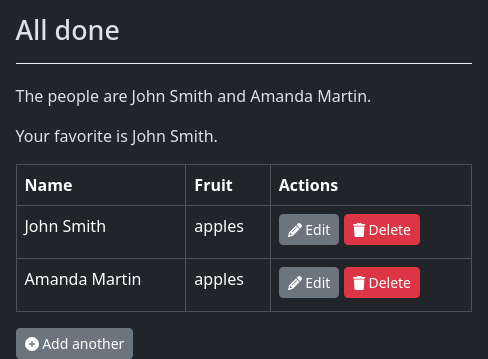 All done
The people are John Smith and Amanda Martin.
Your favorite is John Smith.
Name Fruit Actions
John Smith apples Edit Delete
Amanda Martin apples Edit Delete
Add another